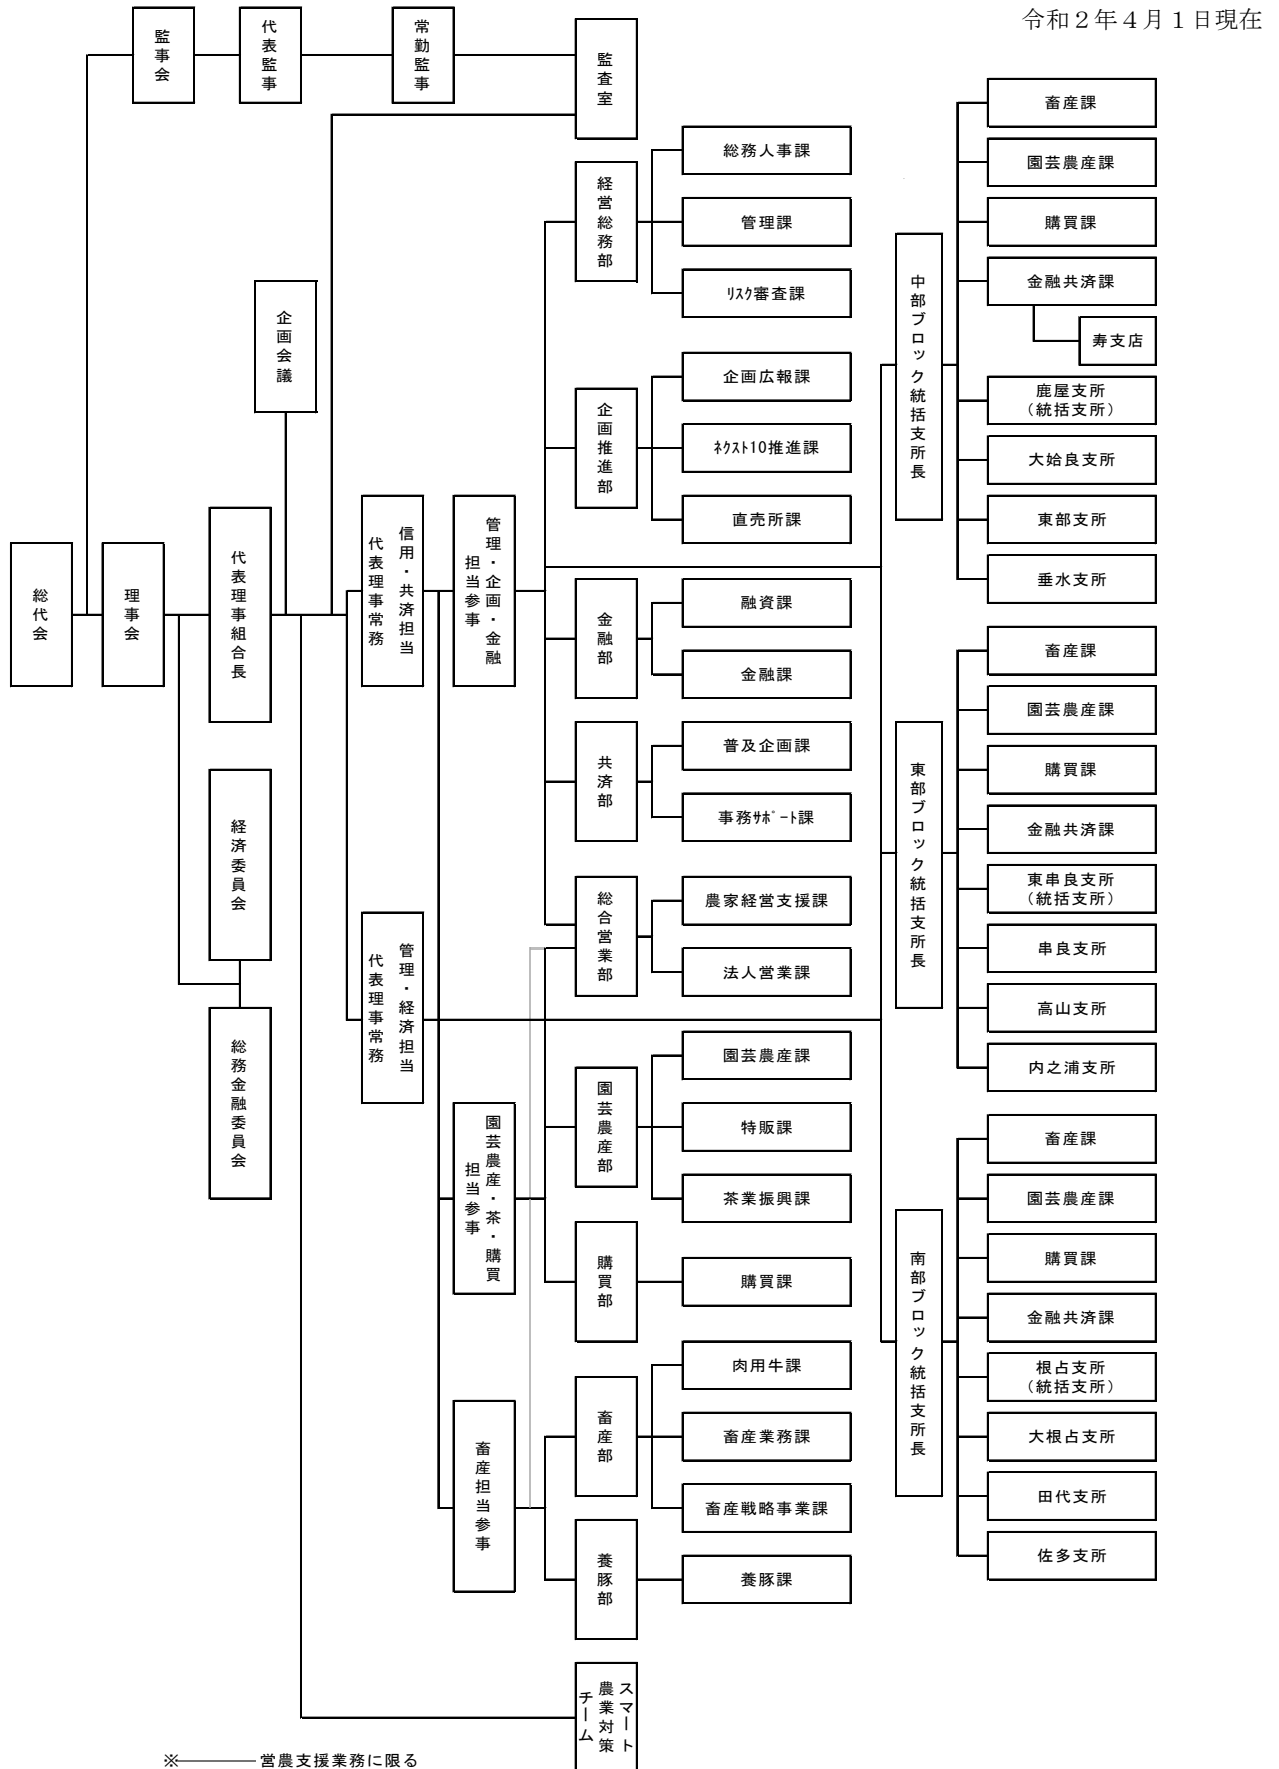 令和２年４月１日現在
監事会
代表監事
常勤監事
監査室
総代会
理事会
代表理事組合長
企画会議
経済委員会
総務金融委員会
信用・共済担当
代表理事常務
管理・経済担当
代表理事常務
管理・企画・金融
担当参事
園芸農産・茶・購買
担当参事
畜産担当参事
経営総務部
総務人事課
管理課
ﾘｽｸ審査課
企画推進部
企画広報課
ﾈｸｽﾄ10推進課
直売所課
金融部
融資課
金融課
共済部
普及企画課
事務ｻﾎﾟｰﾄ課
総合営業部
農家経営支援課
法人営業課
園芸農産部
園芸農産課
特販課
茶業振興課
購買部
購買課
畜産部
肉用牛課
畜産業務課
畜産戦略事業課
養豚部
養豚課
スマート
農業対策
チーム
中部ブロック統括支所長
畜産課
園芸農産課
購買課
金融共済課
寿支店
鹿屋支所
（統括支所）
大姶良支所
東部支所
垂水支所
東部ブロック統括支所長
畜産課
園芸農産課
購買課
金融共済課
東串良支所
（統括支所）
串良支所
高山支所
内之浦支所
南部ブロック統括支所長
畜産課
園芸農産課
購買課
金融共済課
根占支所
（統括支所）
大根占支所
田代支所
佐多支所
※――――営農支援業務に限る